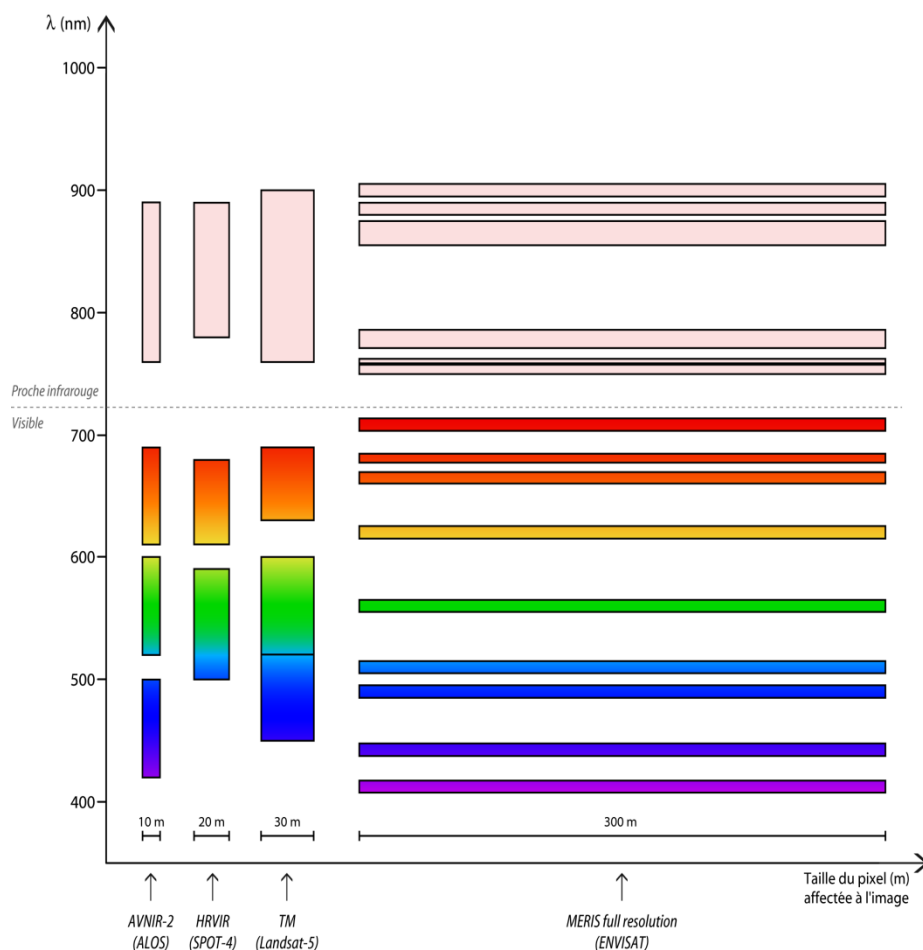 λ (nm)
1000
900
800
Proche infrarouge
Visible
700
600
500
400
10 m
20 m
30 m
300 m
Taille du pixel (m)
affectée à l'image
AVNIR-2
(ALOS)
HRVIR
(SPOT-4)
TM
(Landsat-5)
MERIS full resolution
(ENVISAT)